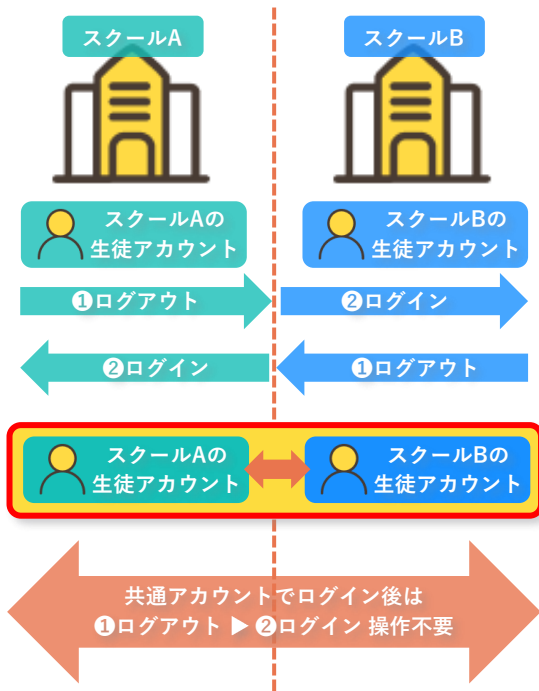 スクールA
スクールB
スクールAの
生徒アカウント
スクールBの
生徒アカウント
❶ログアウト
❷ログイン
❷ログイン
❶ログアウト
スクールAの
生徒アカウント
スクールBの
生徒アカウント
共通アカウントでログイン後は
❶ログアウト ▶ ❷ログイン 操作不要